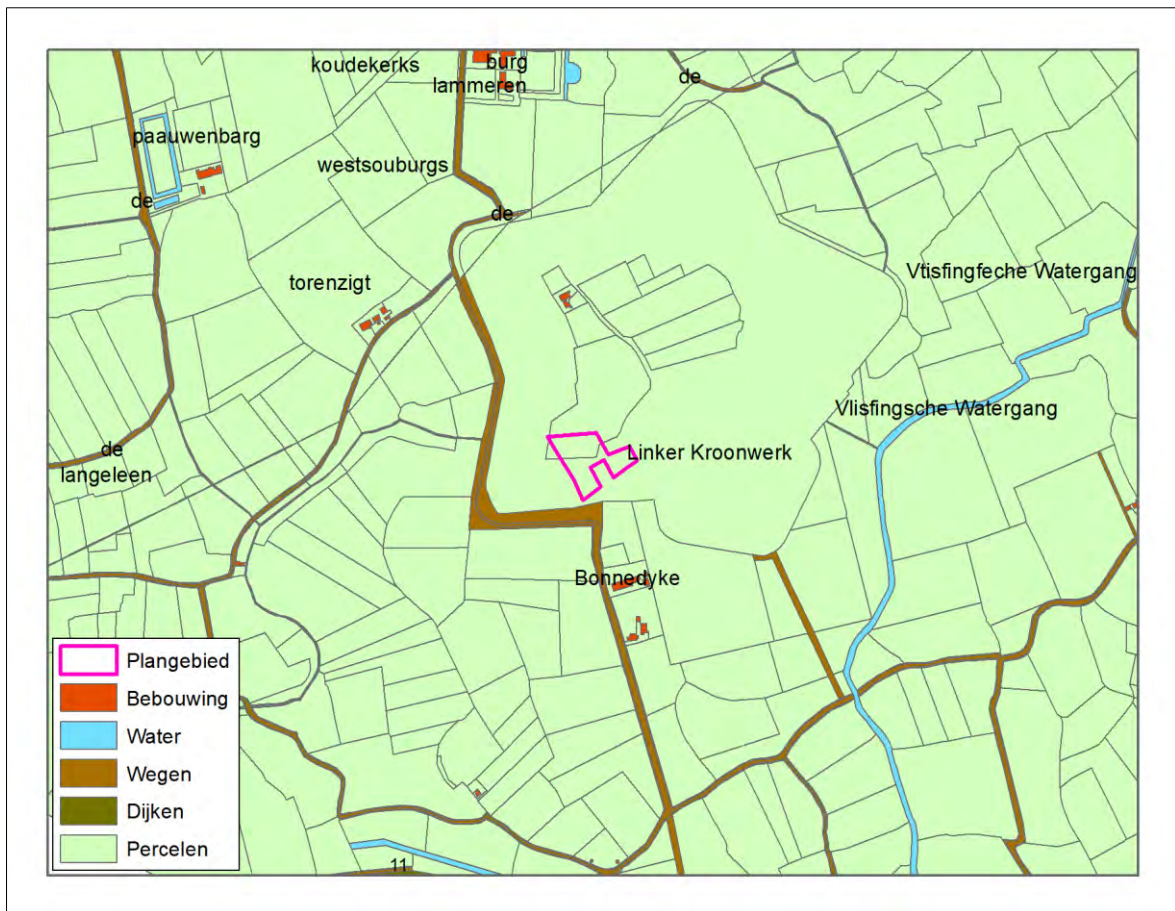 koudekerks
burg
lammeren
de
paauwenbarg
westsouburgs
de
de
Vtisfingfeche Watergang
torenzigt
Vlisfingsche Watergang
de
langeleen
Linker Kroonwerk
Bonnedyke
Plangebied
Bebouwing
Water
Wegen
Dijken
Percelen
11